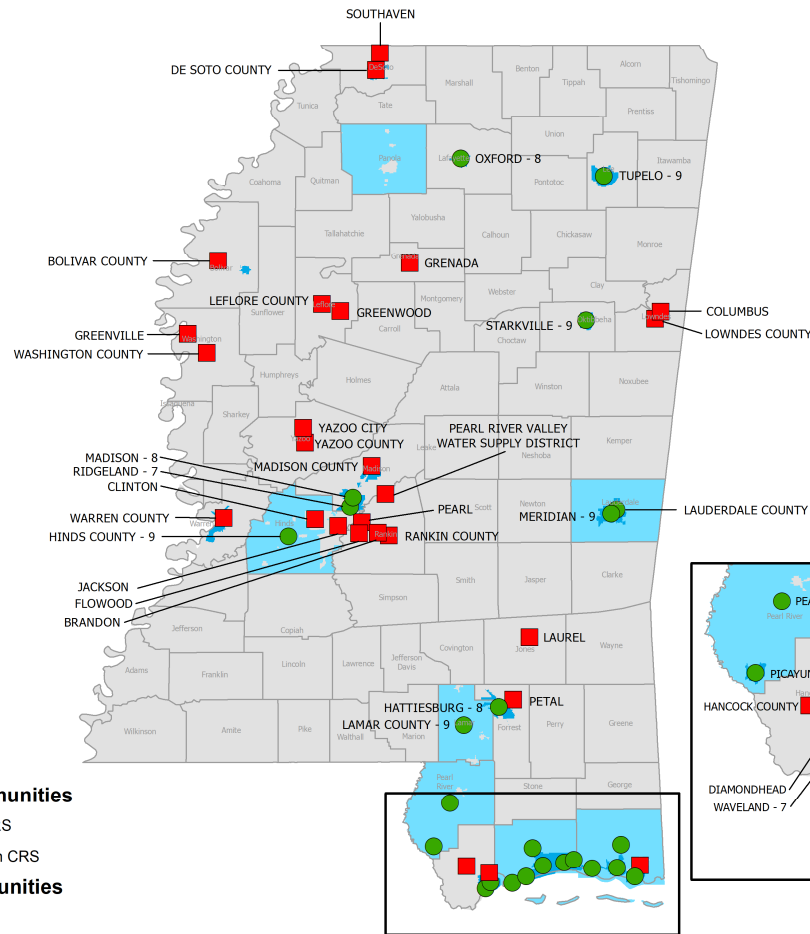 SOUTHAVEN
DE SOTO COUNTY
DeSoto
Benton
Alcorn
Tippah
Tishomingo
Marshall
Tunica
Tate
Prentiss
Union
Panola
Lafayette
OXFORD - 8
Itawamba
TUPELO - 9
Coahoma
Quitman
Pontotoc
Yalobusha
Tallahatchie
Calhoun
Chickasaw
Monroe
BOLIVAR COUNTY
Bolivar
Grenada
GRENADA
Clay
Webster
LEFLORE COUNTY
Leflore
Montgomery
Sunflower
GREENWOOD
Carroll
STARKVILLE - 9
Oktibbeha
Choctaw
Lowndes
COLUMBUS
LOWNDES COUNTY
GREENVILLE
Washington
WASHINGTON COUNTY
Humphreys
Holmes
Attala
Winston
Noxubee
Issaquena
Sharkey
YAZOO CITY
Yazoo
YAZOO COUNTY
PEARL RIVER VALLEY
WATER SUPPLY DISTRICT
Leake
Neshoba
Kemper
MADISON - 8
RIDGELAND - 7
CLINTON
MADISON COUNTY
Madison
WARREN COUNTY
Warren
HINDS COUNTY - 9
Hinds
PEARL
Rankin
RANKIN COUNTY
Scott
Newton
Lauderdale
MERIDIAN - 9
LAUDERDALE COUNTY
JACKSON
FLOWOOD
BRANDON
Simpson
Smith
Jasper
Clarke
Jefferson
Copiah
LAUREL
Jones
Wayne
Adams
Franklin
Lincoln
Lawrence
Jefferson
Davis
Covington
Wilkinson
Amite
Pike
Walthall
Marion
HATTIESBURG - 8
LAMAR COUNTY - 9
Lamar
PETAL
Forrest
Perry
Greene
Pearl
River
Stone
George
Pearl River
HANCOCK COUNTY
DIAMONDHEAD
WAVELAND - 7